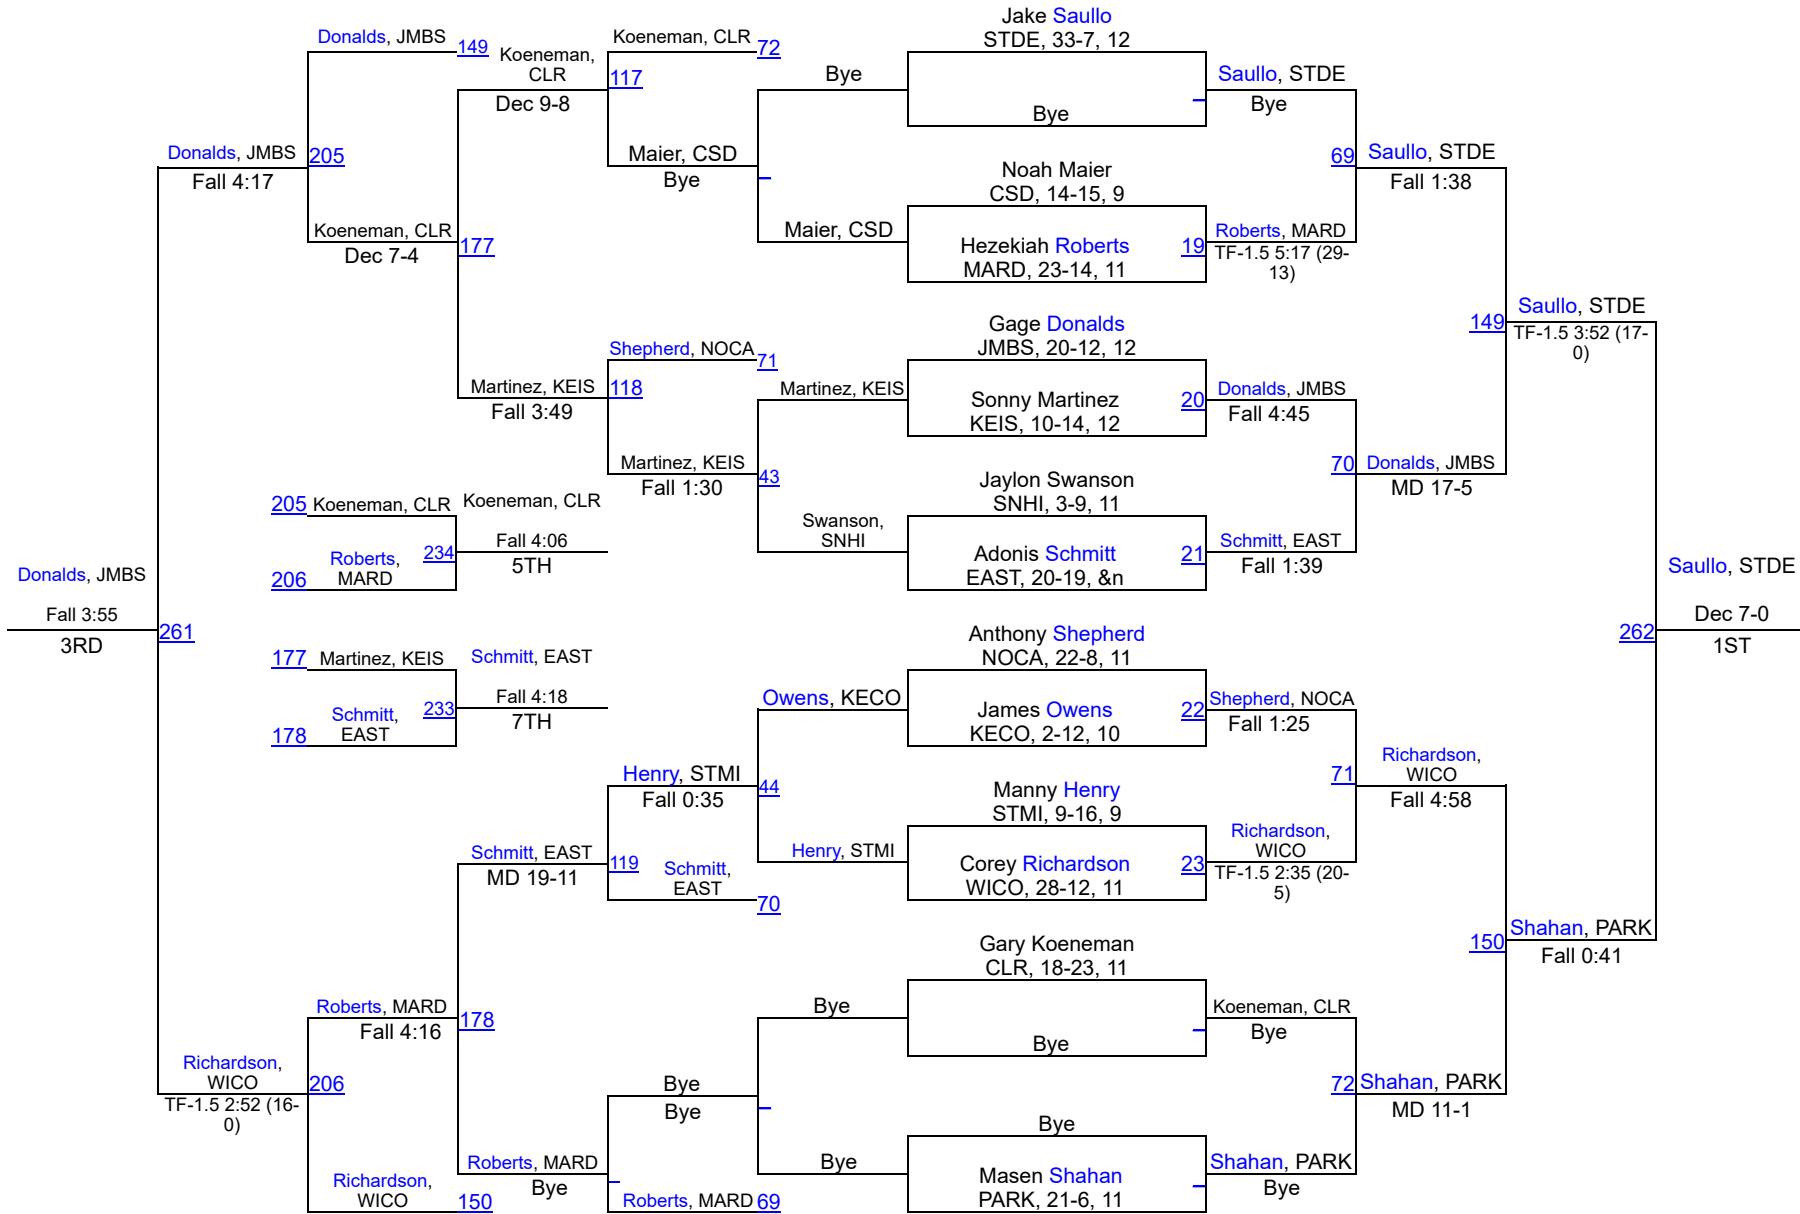 Jake Saullo
STDE, 33-7, 12
Donalds, JMBS
149
Koeneman,
CLR
Dec 9-8
Koeneman, CLR
72
117
Bye
Bye
Saullo, STDE
Bye
Donalds, JMBS
Fall 4:17
205
Maier, CSD
Bye
Noah Maier
CSD, 14-15, 9
69
Saullo, STDE
Fall 1:38
Koeneman, CLR
Dec 7-4
177
Maier, CSD
Hezekiah Roberts
MARD, 23-14, 11
19
Roberts, MARD
TF-1.5 5:17 (29-
13)
Gage Donalds
JMBS, 20-12, 12
149
Saullo, STDE
TF-1.5 3:52 (17-
0)
Shepherd, NOCA
71
Martinez, KEIS
Fall 3:49
118
Martinez, KEIS
Sonny Martinez
KEIS, 10-14, 12
20
Donalds, JMBS
Fall 4:45
Martinez, KEIS
Fall 1:30
43
Jaylon Swanson
SNHI, 3-9, 11
70
Donalds, JMBS
MD 17-5
205
Koeneman, CLR
Koeneman, CLR
Roberts,
MARD
206
234
Fall 4:06
5TH
Swanson,
SNHI
Adonis Schmitt
EAST, 20-19, &n
21
Schmitt, EAST
Fall 1:39
Donalds, JMBS
Fall 3:55
3RD
261
Saullo, STDE
Dec 7-0
1ST
262
177
Martinez, KEIS
Schmitt, EAST
Schmitt,
EAST
178
233
Fall 4:18
7TH
Anthony Shepherd
NOCA, 22-8, 11
Owens, KECO
James Owens
KECO, 2-12, 10
22
Shepherd, NOCA
Fall 1:25
Henry, STMI
Fall 0:35
44
Manny Henry
STMI, 9-16, 9
71
Richardson,
WICO
Fall 4:58
Schmitt, EAST
MD 19-11
119
Schmitt,
EAST
70
Henry, STMI
Corey Richardson
WICO, 28-12, 11
23
Richardson,
WICO
TF-1.5 2:35 (20-
5)
Gary Koeneman
CLR, 18-23, 11
150
Shahan, PARK
Fall 0:41
Roberts, MARD
Fall 4:16
178
Bye
Bye
Koeneman, CLR
Bye
Richardson,
WICO
TF-1.5 2:52 (16-
0)
206
Bye
Bye
72
Shahan, PARK
MD 11-1
Richardson,
WICO
150
Roberts, MARD
Bye
Roberts, MARD
69
Bye
Bye
Masen Shahan
PARK, 21-6, 11
Shahan, PARK
Bye